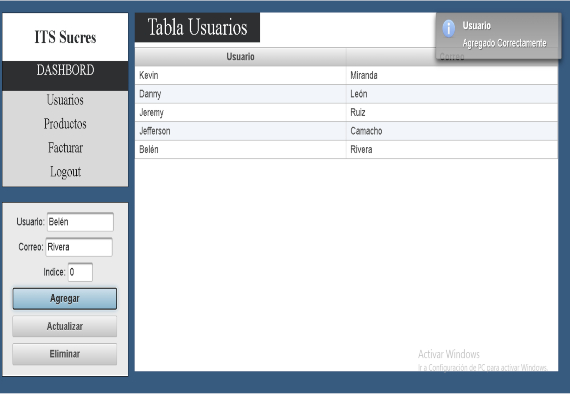 ITS Sucres
DASHBORD
Usuarios
Productos
Facturar
Logout
Usuario: Belén
Correo: Rivera
Indice: 0
Agregar
Actualizar
Eliminar
Tabla Usuarios
Usuario Correo
Kevin Miranda
Danny León
Jeremy Ruiz
Jefferson Camacho
Belén Rivera
Usuario
Agregado Correctamente
Activar Windows
Ir a Configuración de PC para activar Windows.